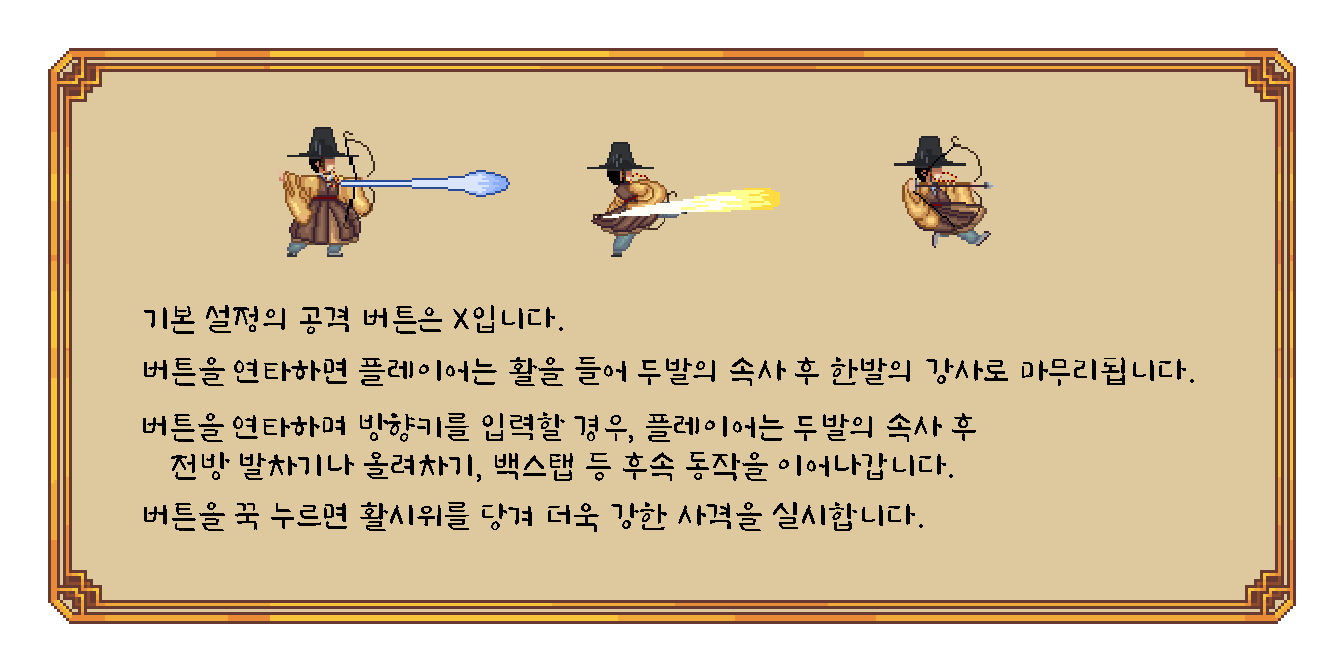 기본 설정의 공격 버튼은 X입니다.
버튼을 연타하면 플레이어는 활을 들어 두발의 속사 후 한발의 강사로 마무리됩니다.
버튼을 연타하며 방향키를 입력할 경우, 플레이어는 두발의 속사 후
전방 발차기나 올려차기, 백스탭 등 후속 동작을 이어나갑니다.
버튼을 꾹 누르면 활시위를 당겨 더욱 강한 사격을 실시합니다.